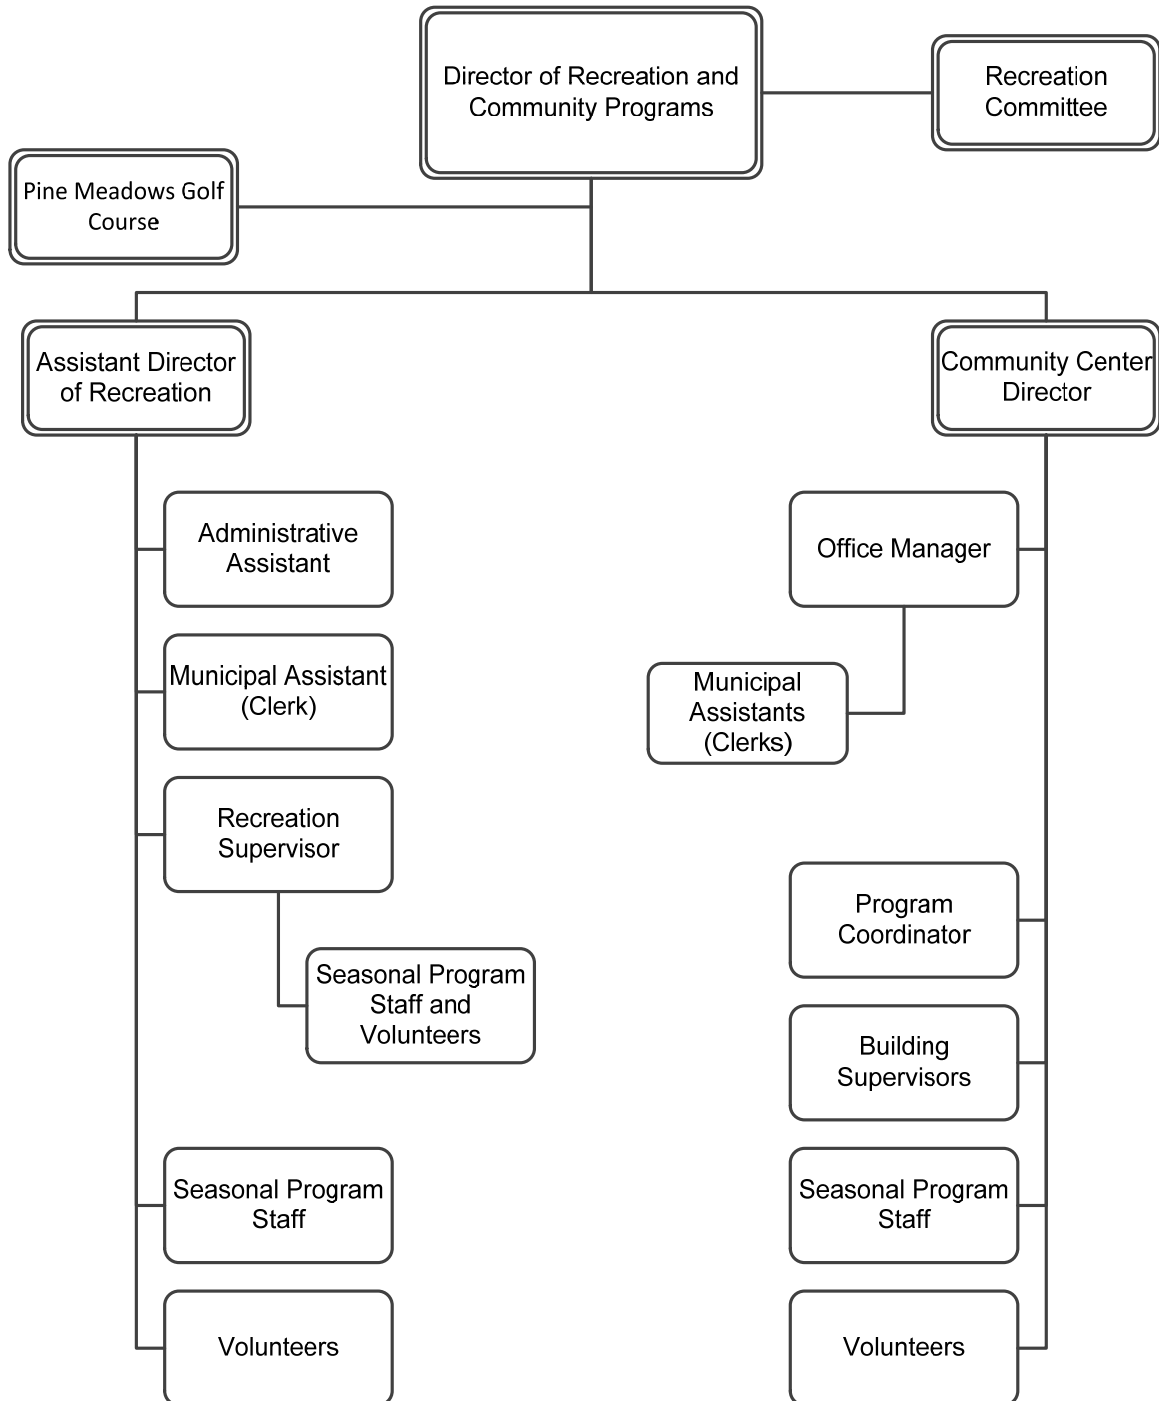 Director of Recreation and
Community Programs
Recreation
Committee
Pine Meadows Golf
Course
Assistant Director
of Recreation
Community Center
Director
Administrative
Assistant
Office Manager
Municipal Assistant
(Clerk)
Municipal
Assistants
(Clerks)
Recreation
Supervisor
Program
Coordinator
Seasonal Program
Staff and
Volunteers
Building
Supervisors
Seasonal Program
Staff
Seasonal Program
Staff
Volunteers
Volunteers